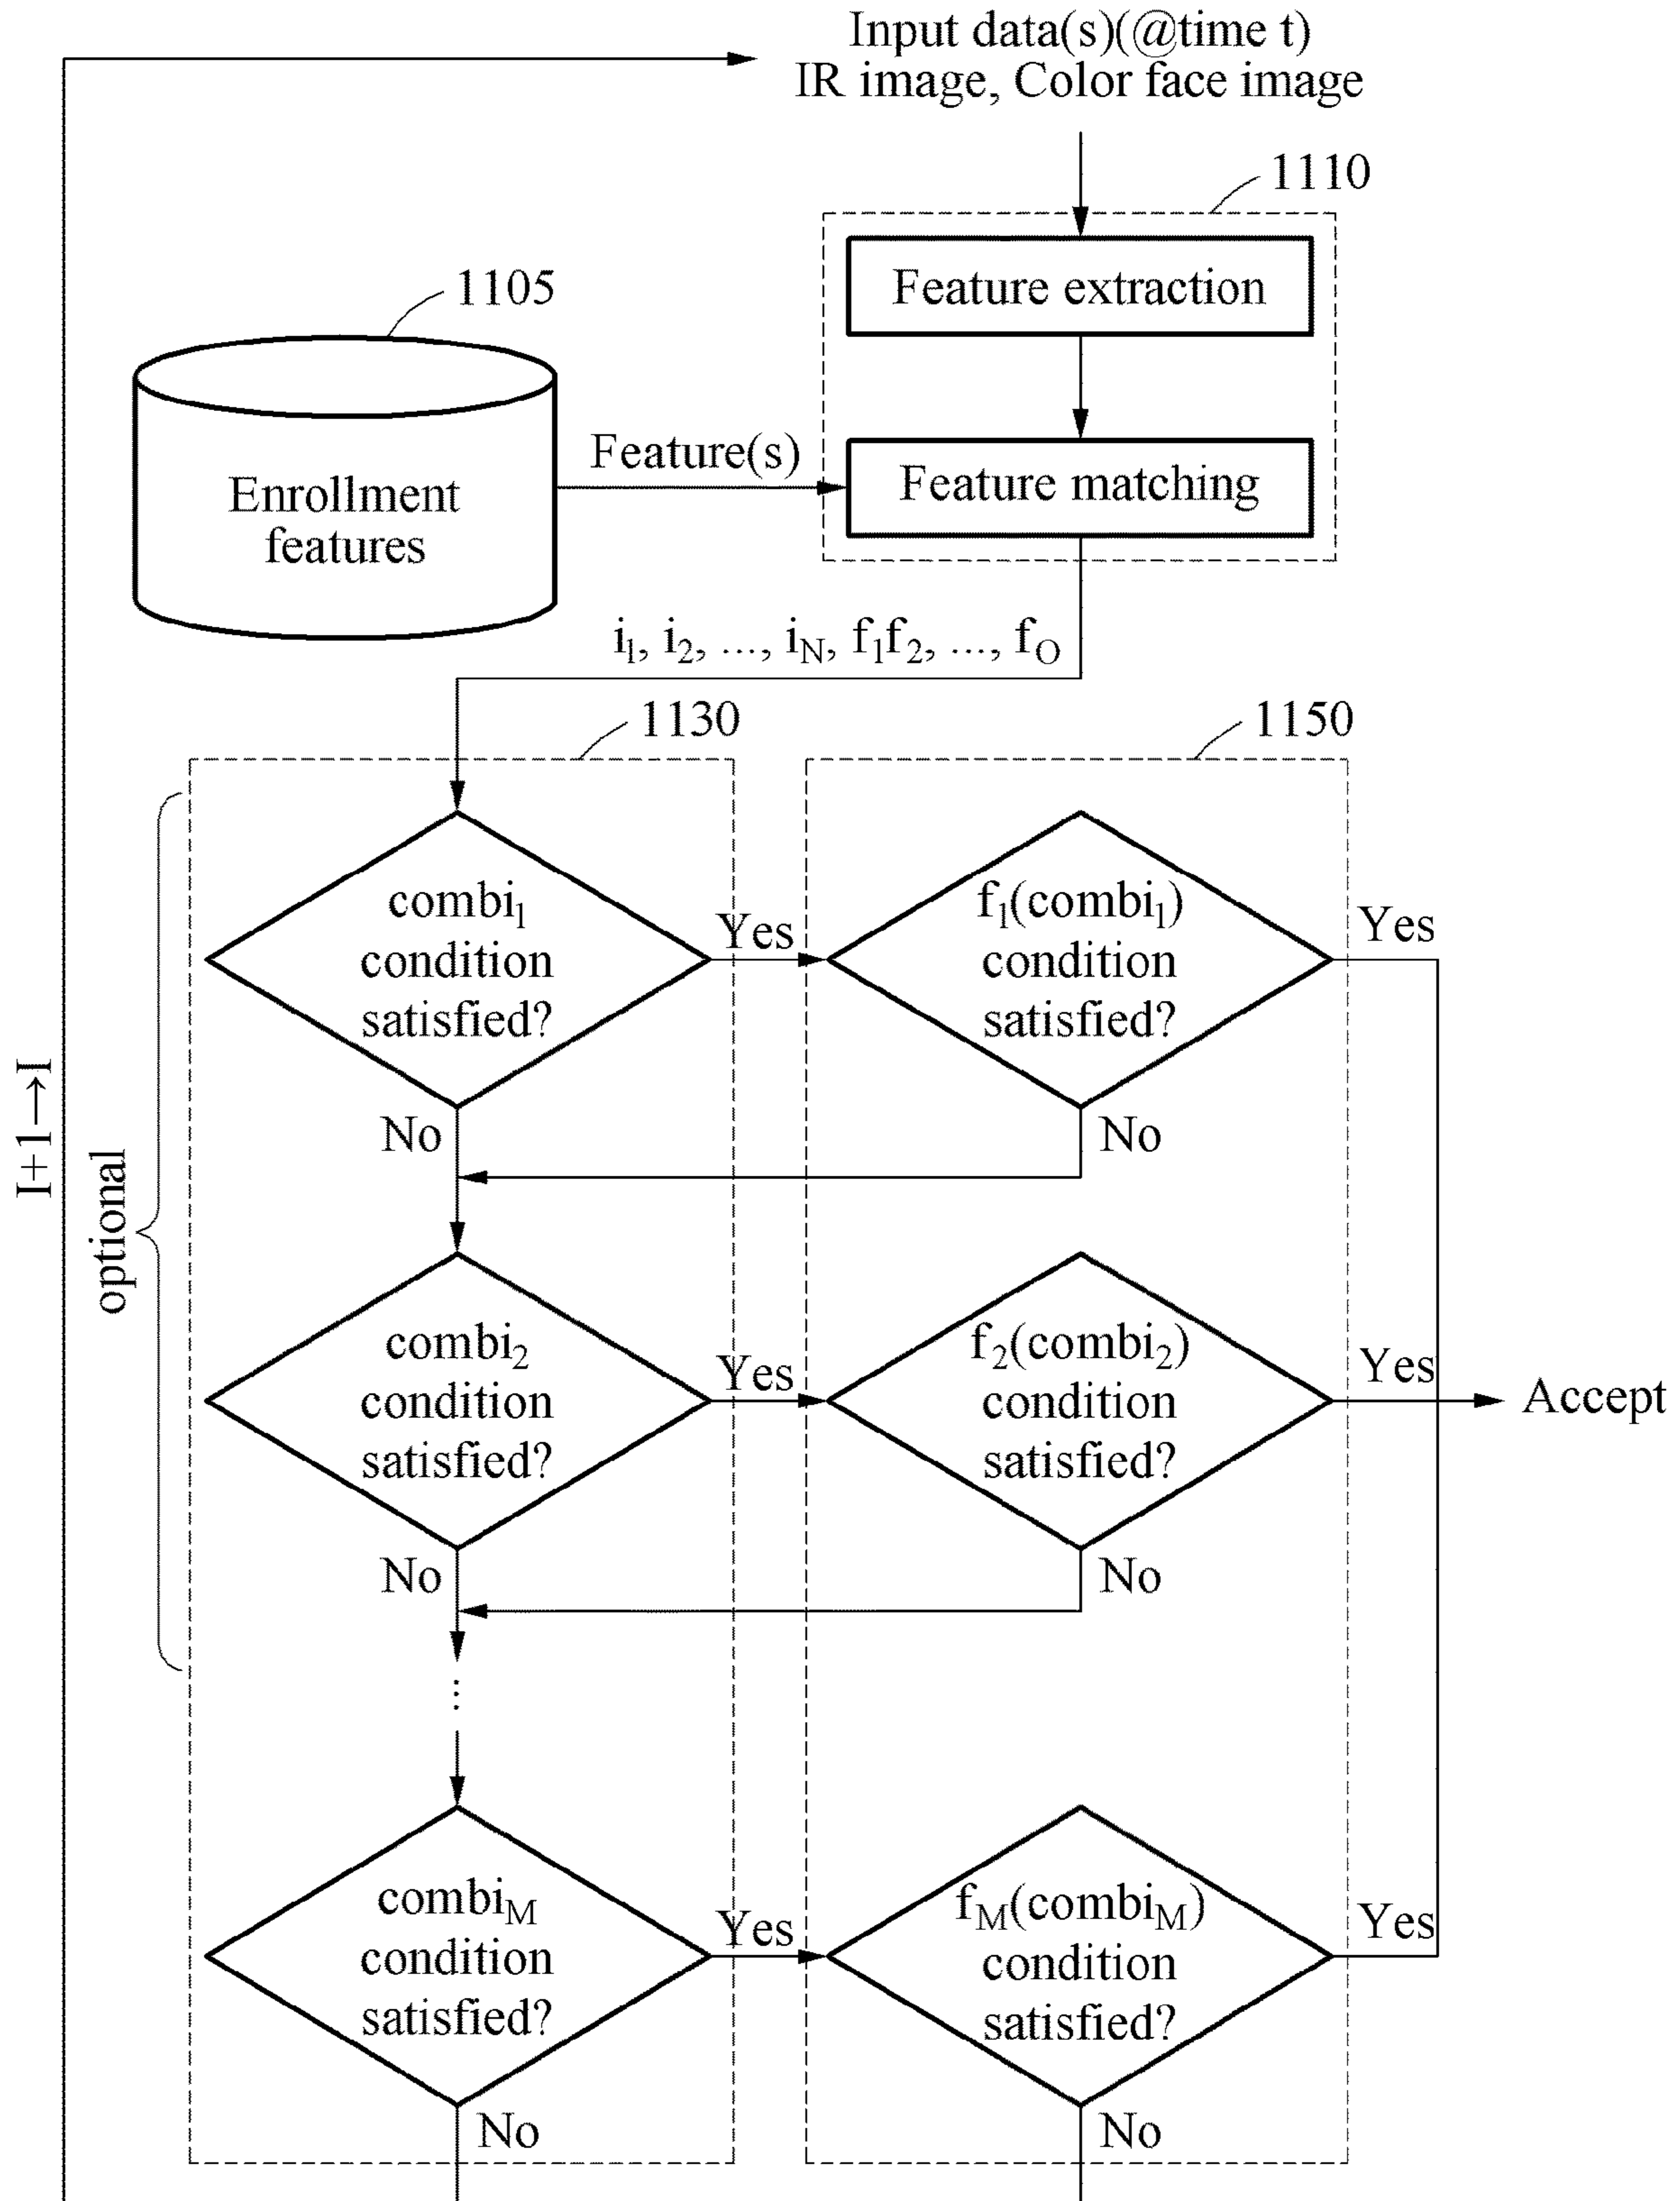 Input data(s)(@time t)
IR image, Color face image
1110
Feature extraction
1105
Feature(s)
Feature matching
Enrollment
features
i1, i2, ..., iN, f1f2, ..., fO
1130
1150
combi1
condition
satisfied?
Yes
f1(combi1)
condition
satisfied?
Yes
No
No
I+1→I
optional
combi2
condition
satisfied?
Yes
f2(combi2)
condition
satisfied?
Yes
Accept
No
No
⋮
combiM
condition
satisfied?
Yes
fM(combiM)
condition
satisfied?
Yes
No
No